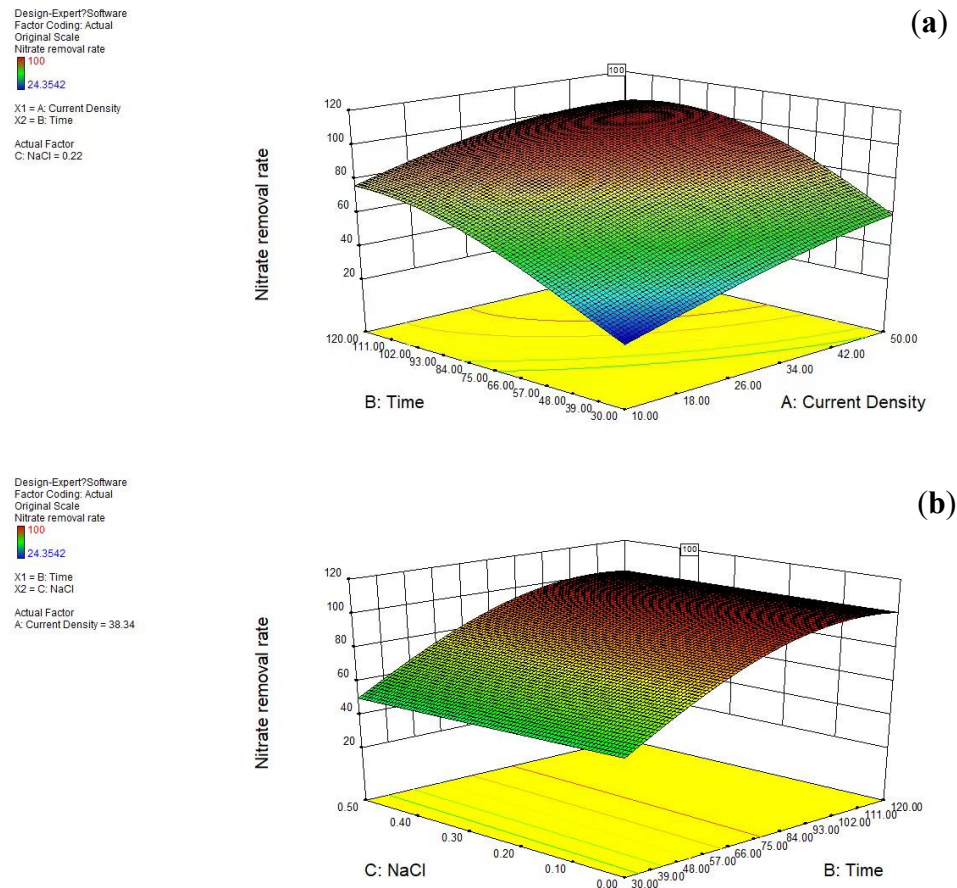 Design-Expert?Software
Factor Coding: Actual
Original Scale
Nitrate removal rate
100
24.3542
X1 = A: Current Density
X2 = B: Time
Actual Factor
C: NaCl = 0.22
(a)
100
120
100
80
60
40
20
Nitrate removal rate
120.00
111.00
102.00
93.00
84.00
75.00
66.00
57.00
48.00
39.00
30.00
B: Time
10.00
18.00
26.00
34.00
42.00
50.00
A: Current Density
Design-Expert?Software
Factor Coding: Actual
Original Scale
Nitrate removal rate
100
24.3542
X1 = B: Time
X2 = C: NaCl
Actual Factor
A: Current Density = 38.34
(b)
100
120
100
80
60
40
20
Nitrate removal rate
0.50
0.40
0.30
0.20
0.10
0.00
C: NaCl
30.00
39.00
48.00
57.00
66.00
75.00
84.00
93.00
102.00
111.00
120.00
B: Time